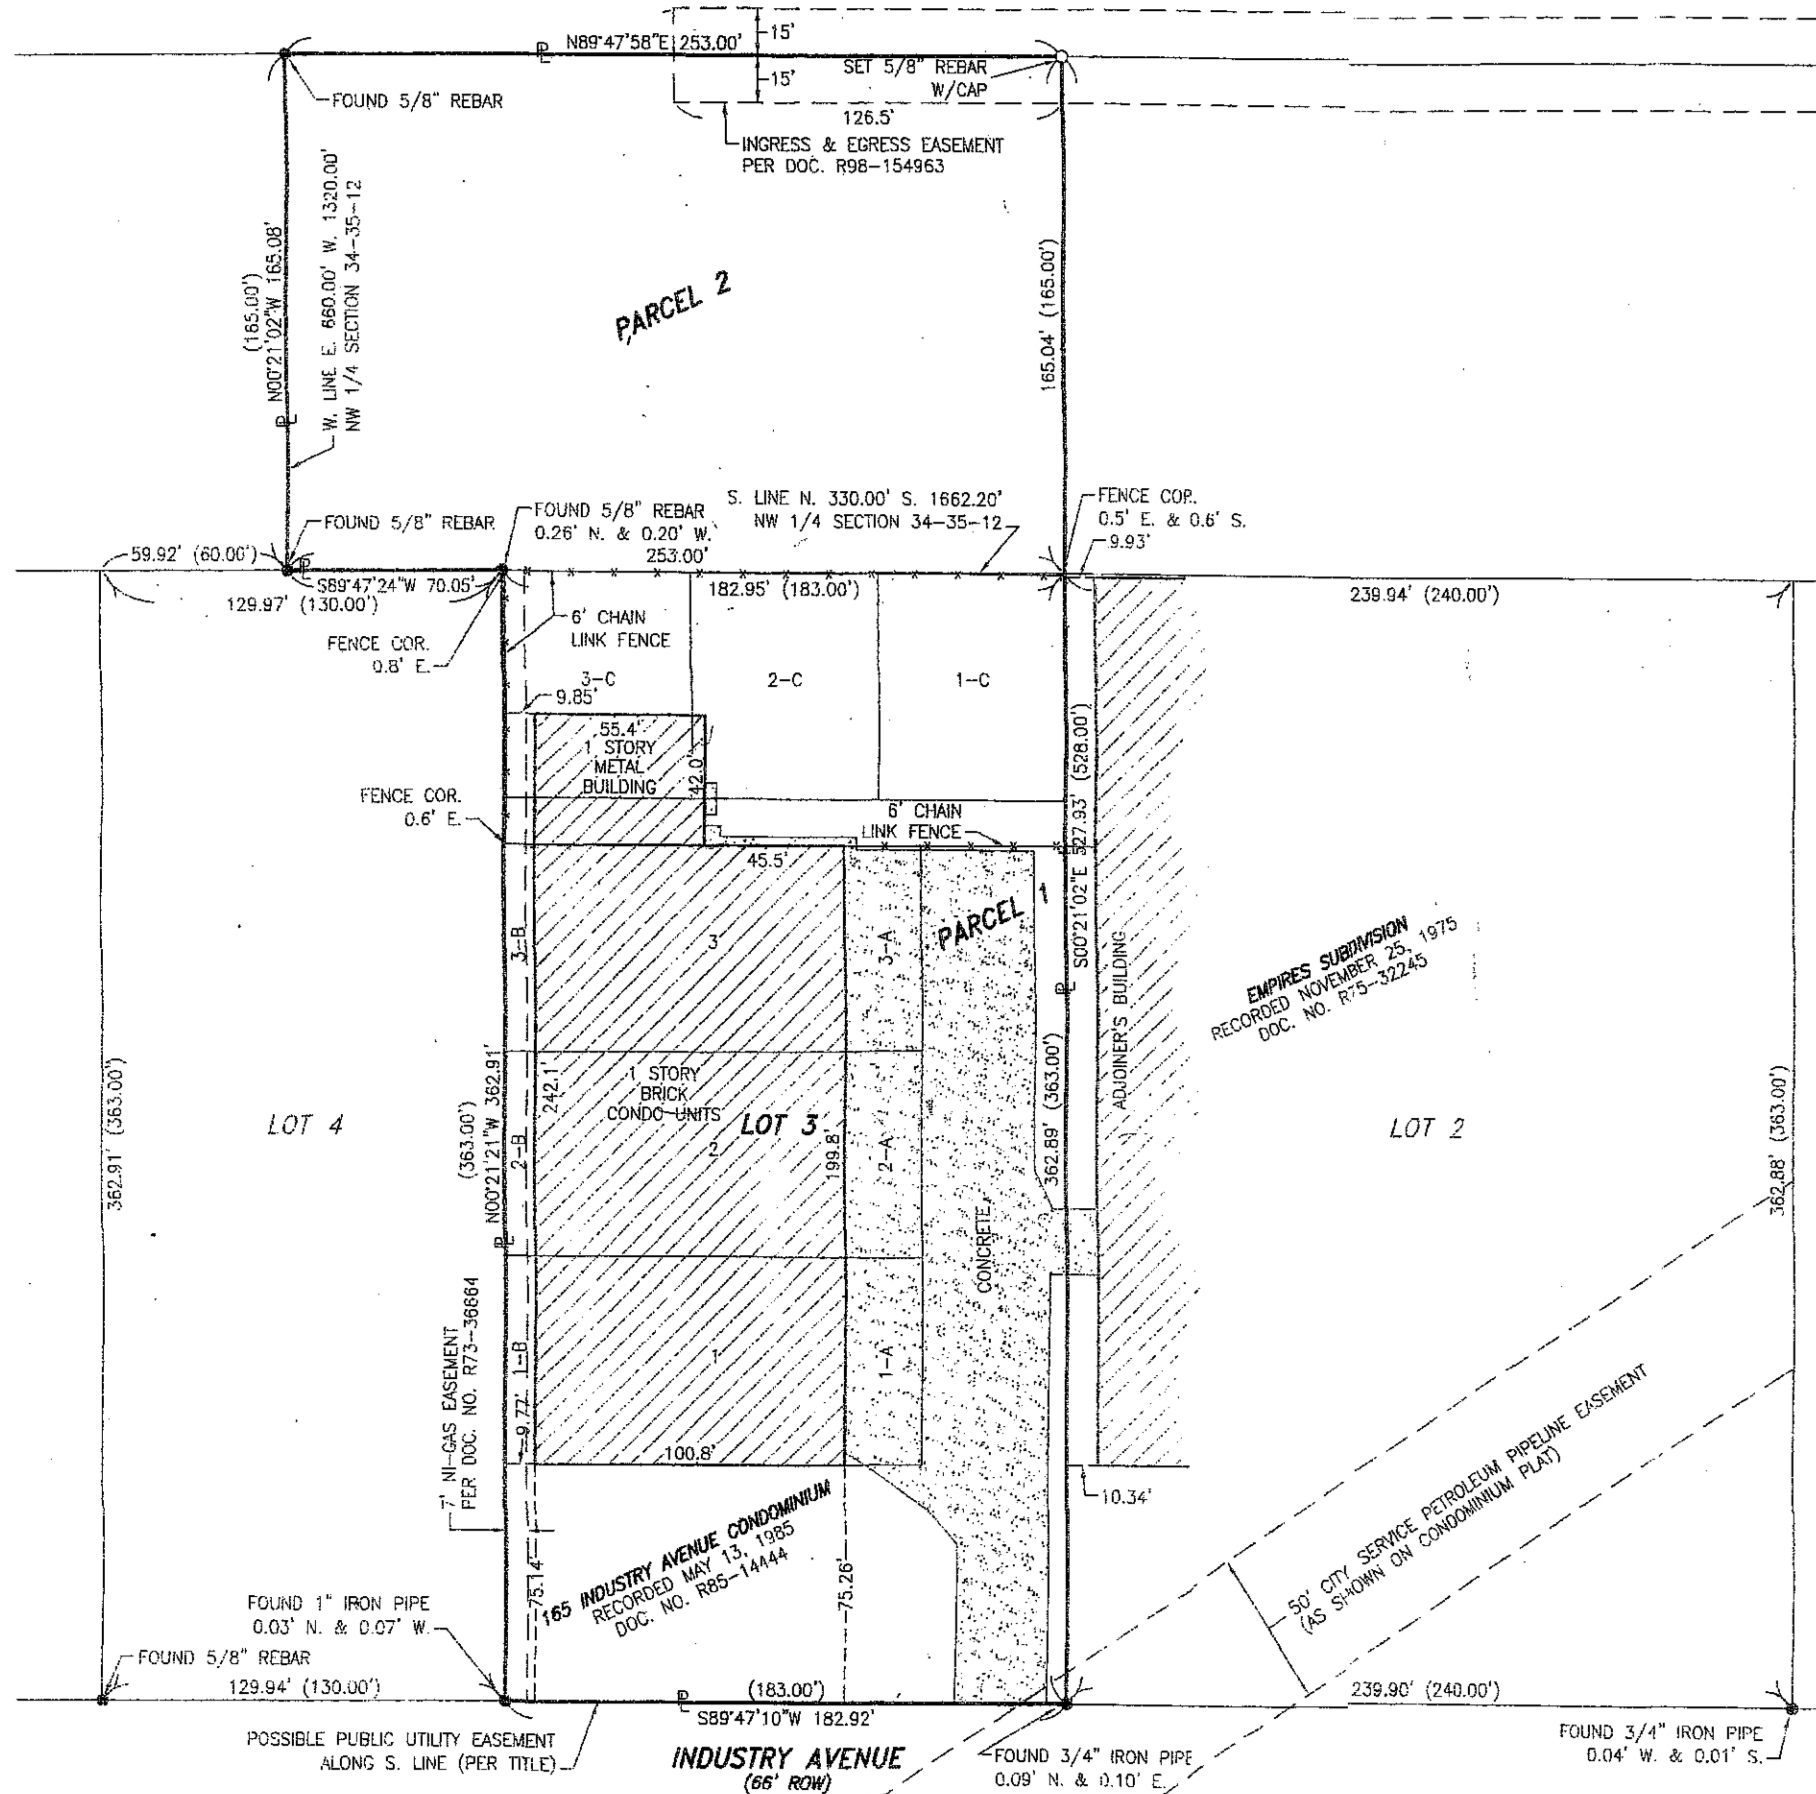 N89°47'58"E 253.00'
15'
15'
SET 5/8" REBAR
W/CAP
FOUND 5/8" REBAR
126.5'
INGRESS & EGRESS EASEMENT
PER DOC. R98-154963
(165.00')
N00°21'02"W 165.08'
W. LINE E. 660.00' W. 1320.00'
NW 1/4 SECTION 34-35-12
PARCEL 2
165.04' (165.00')
FOUND 5/8" REBAR
FOUND 5/8" REBAR
0.26' N. & 0.20' W.
253.00'
S. LINE N. 330.00' S. 1662.20'
NW 1/4 SECTION 34-35-12
FENCE COR.
0.5' E. & 0.6' S.
9.93'
59.92' (60.00')
S89°47'24"W 70.05'
129.97' (130.00')
182.95' (183.00')
239.94' (240.00')
6' CHAIN
LINK FENCE
FENCE COR.
0.8' E.
3-C
2-C
1-C
9.85'
55.4'
1 STORY
METAL
BUILDING
42.0'
FENCE COR.
0.6' E.
6' CHAIN
LINK FENCE
S00°21'02"E 527.93' (528.00')
45.5'
3-B
3
3-A
PARCEL 1
ADJOINER'S BUILDING
EMPIRES SUBDIVISION
RECORDED NOVEMBER 25, 1975
DOC. NO. R75-32245
362.91' (363.00')
LOT 4
(363.00')
N00°21'21"W 362.91'
2-B
242.1'
1 STORY
BRICK
CONDO-UNITS
2
LOT 3
199.8'
2-A
362.89' (363.00')
LOT 2
362.88' (363.00')
CONCRETE
7' NI-GAS EASEMENT
PER DOC. NO. R73-36664
1-B
9.77'
1
1-A
100.8'
10.34'
165 INDUSTRY AVENUE CONDOMINIUM
RECORDED MAY 13, 1985
DOC. NO. R85-14444
75.14'
75.26'
50' CITY SERVICE PETROLEUM PIPELINE EASEMENT
(AS SHOWN ON CONDOMINIUM PLAT)
FOUND 1" IRON PIPE
0.03' N. & 0.07' W.
FOUND 5/8" REBAR
129.94' (130.00')
(183.00')
S89°47'10"W 182.92'
239.90' (240.00')
POSSIBLE PUBLIC UTILITY EASEMENT
ALONG S. LINE (PER TITLE)
INDUSTRY AVENUE
(66' ROW)
FOUND 3/4" IRON PIPE
0.09' N. & 0.10' E.
FOUND 3/4" IRON PIPE
0.04' W. & 0.01' S.